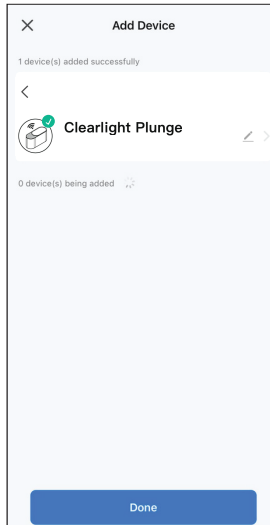 Add Device
1 device(s) added successfully
Clearlight Plunge
0 device(s) being added
Done